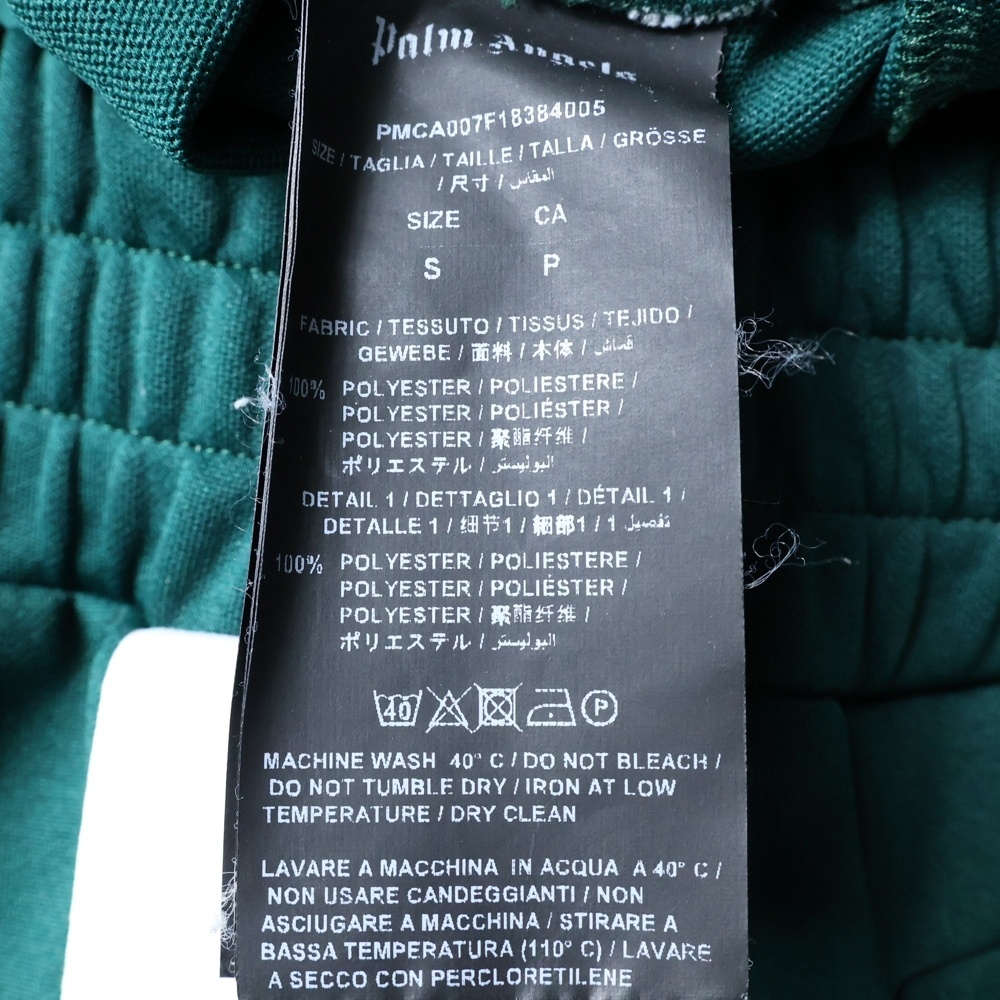 Palm Angels
PMCA007F18384005
SIZE / TAGLIA / TAILLE / TALLA / GRÖSSE
/ 尺寸 / المقاس
SIZE CA
S P
FABRIC / TESSUTO / TISSUS / TEJIDO /
GEWEBE / 面料 / 本体 / قماش
100% POLYESTER / POLIESTERE /
POLYESTER / POLIÉSTER /
POLYESTER / 聚酯纤维 /
ポリエステル / البوليستر
DETAIL 1 / DETTAGLIO 1 / DÉTAIL 1 /
DETALLE 1 / 细节1 / 細部1 / 1 تفصيل
100% POLYESTER / POLIESTERE /
POLYESTER / POLIÉSTER /
POLYESTER / 聚酯纤维 /
ポリエステル / البوليستر
40 P
MACHINE WASH 40° C / DO NOT BLEACH /
DO NOT TUMBLE DRY / IRON AT LOW
TEMPERATURE / DRY CLEAN
LAVARE A MACCHINA IN ACQUA A 40° C /
NON USARE CANDEGGIANTI / NON
ASCIUGARE A MACCHINA / STIRARE A
BASSA TEMPERATURA (110° C) / LAVARE
A SECCO CON PERCLORETILENE